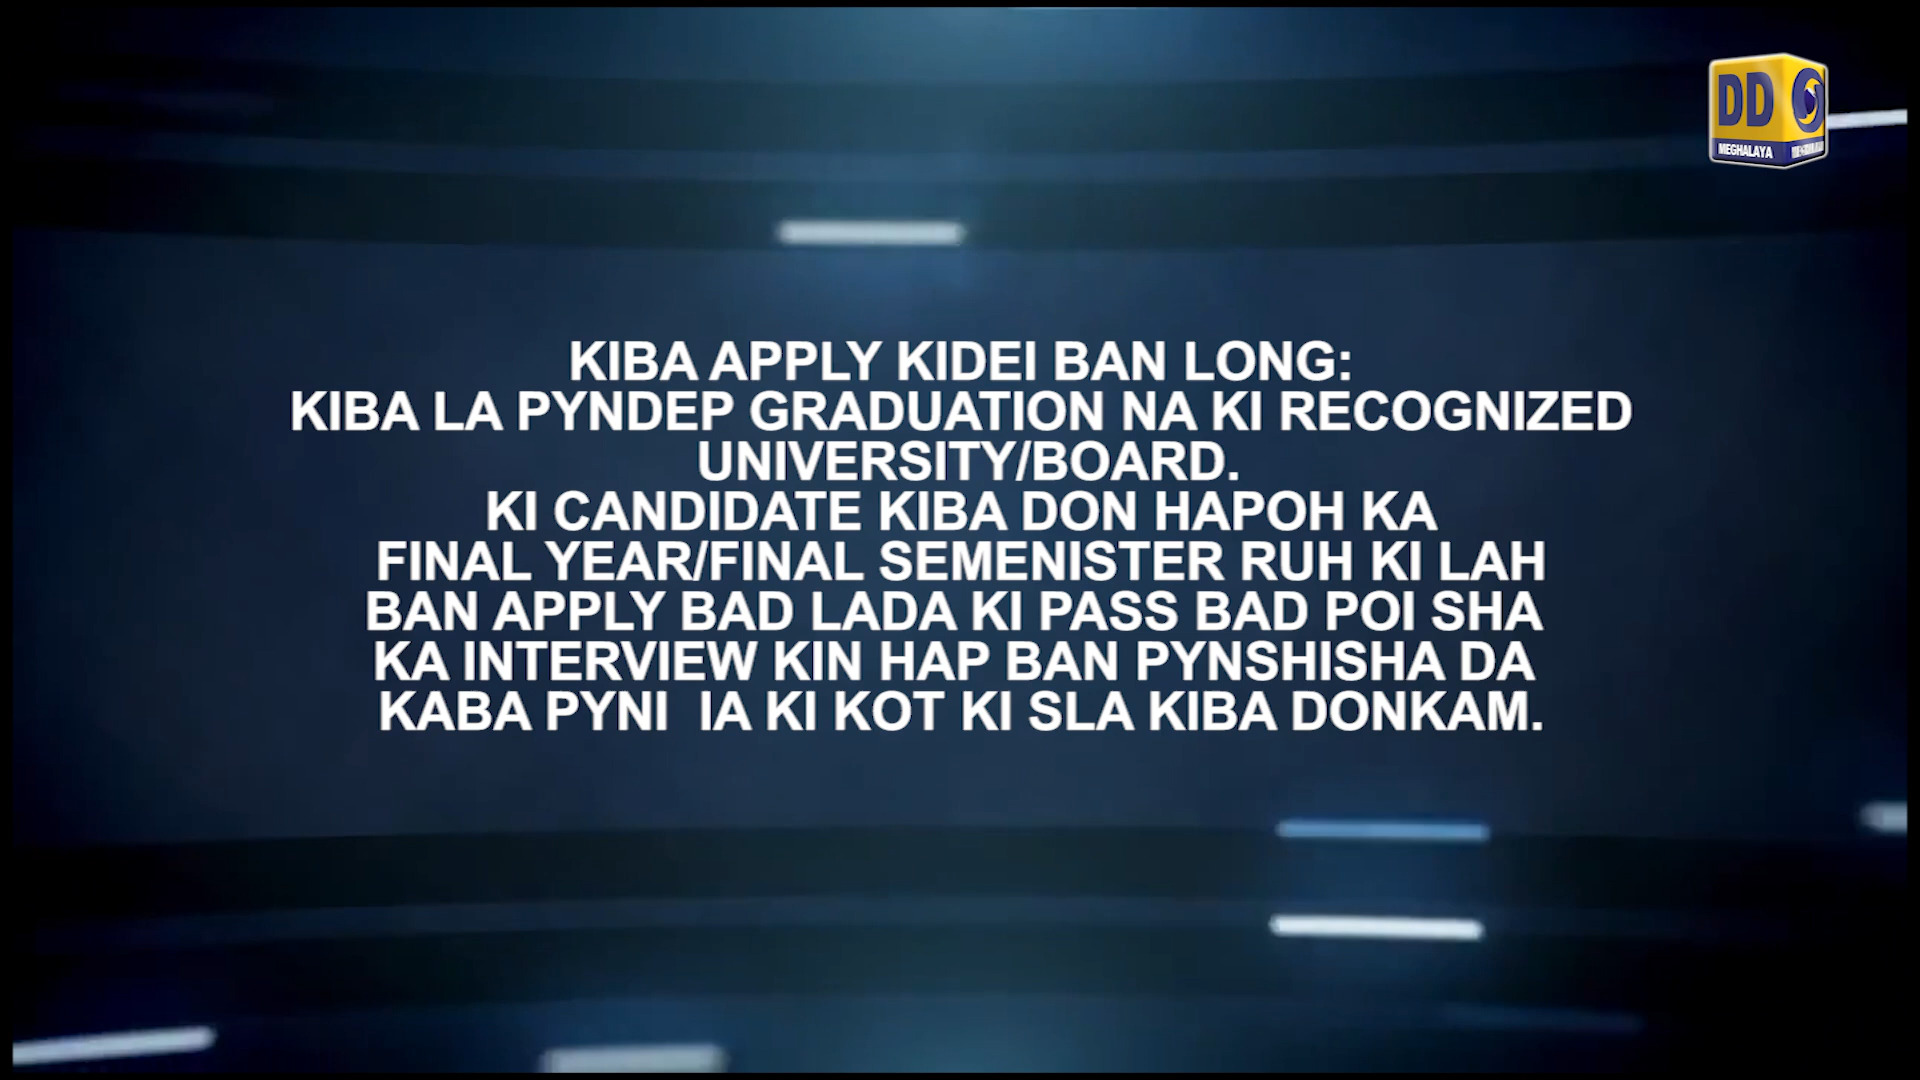 DD
MEGHALAYA
KIBA APPLY KIDEI BAN LONG:
KIBA LA PYNDEP GRADUATION NA KI RECOGNIZED
UNIVERSITY/BOARD.
KI CANDIDATE KIBA DON HAPOH KA
FINAL YEAR/FINAL SEMENISTER RUH KI LAH
BAN APPLY BAD LADA KI PASS BAD POI SHA
KA INTERVIEW KIN HAP BAN PYNSHISHA DA
KABA PYNI  IA KI KOT KI SLA KIBA DONKAM.